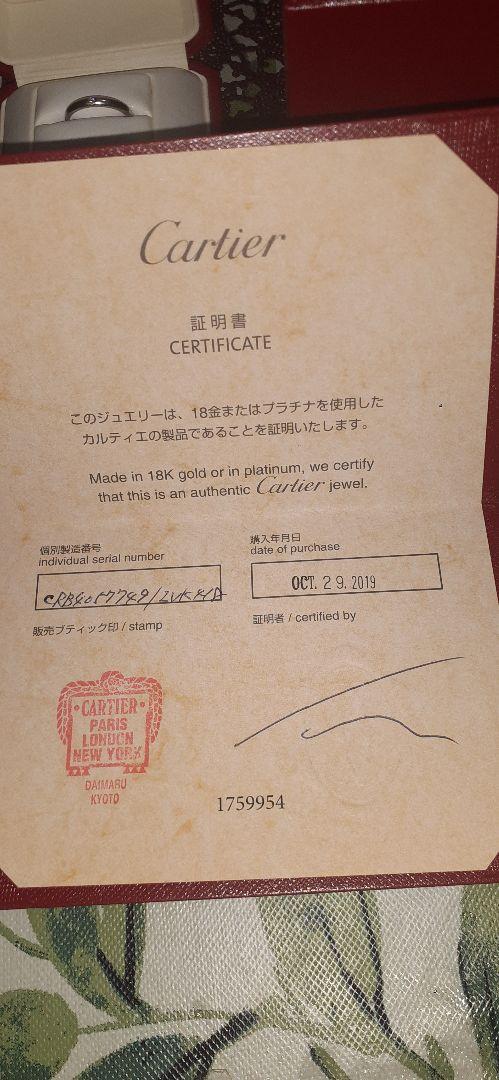 Cartier
証明書
CERTIFICATE
このジュエリーは、18金またはプラチナを使用した
カルティエの製品であることを証明いたします。
Made in 18K gold or in platinum, we certify
that this is an authentic Cartier jewel.
個別製造番号
individual serial number
購入年月日
date of purchase
OCT. 29. 2019
販売ブティック印 / stamp
証明者 / certified by
CARTIER
PARIS
LONDON
NEW YORK
DAIMARU
KYOTO
1759954